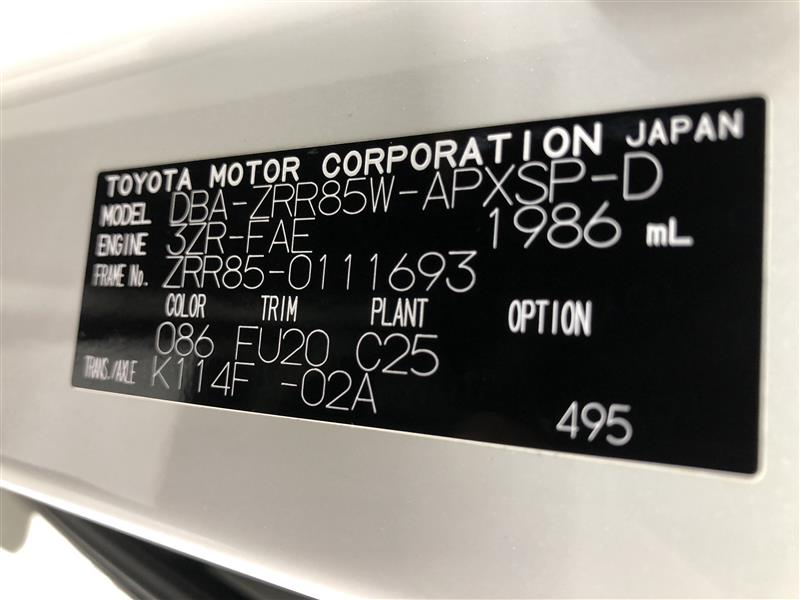 TOYOTA MOTOR CORPORATION JAPAN
MODEL DBA-ZRR85W-APXSP-D
ENGINE 3ZR-FAE 1986 mL
FRAME No. ZRR85-0111693
COLOR TRIM PLANT OPTION
086 FU20 C25
TRANS./AXLE K114F -02A
495